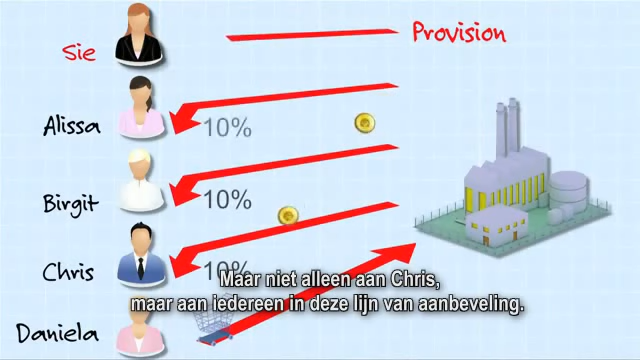 Sie
Provision
Alissa
10%
Birgit
10%
Chris
10%
Maar niet alleen aan Chris,
maar aan iedereen in deze lijn van aanbeveling.
Daniela